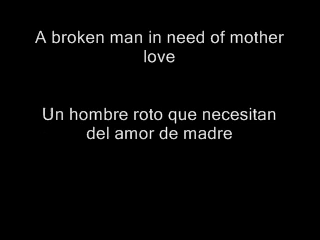 A broken man in need of mother
love
Un hombre roto que necesitan
del amor de madre